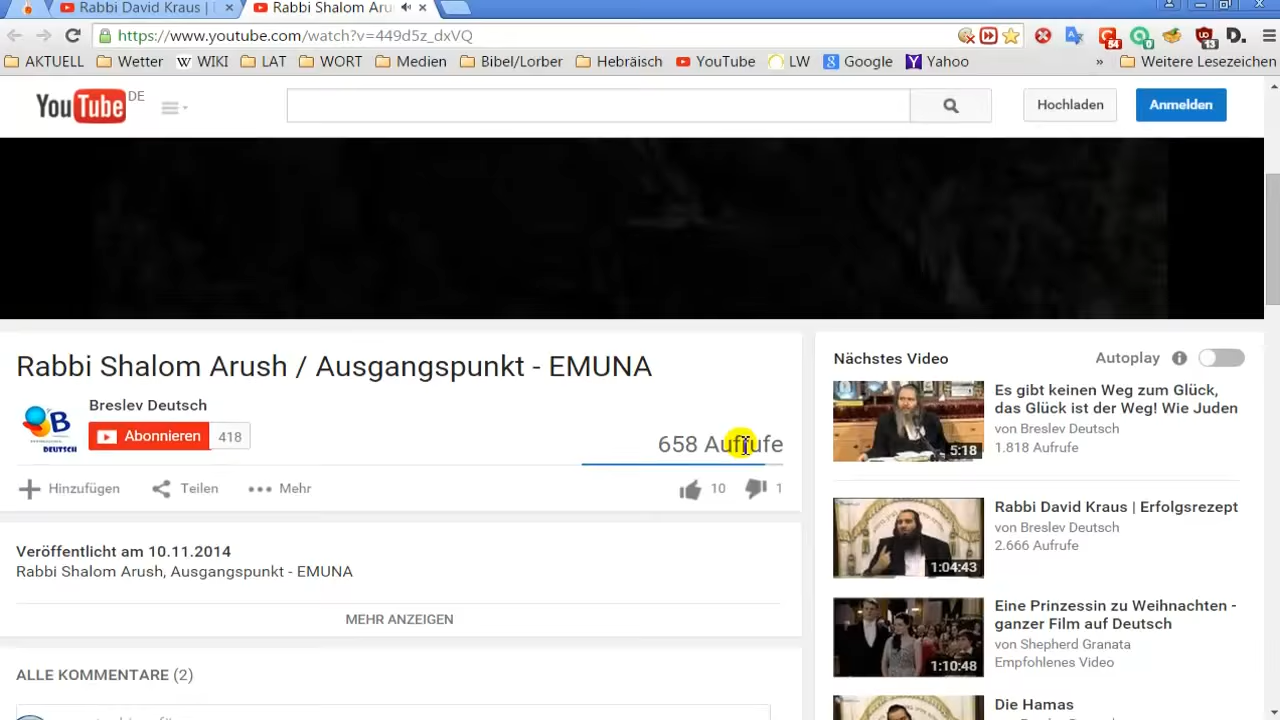 Rabbi David Kraus |
Rabbi Shalom Aru
https://www.youtube.com/watch?v=449d5z_dxVQ
AKTUELL Wetter WIKI LAT WORT Medien Bibel/Lorber Hebräisch YouTube LW Google Yahoo » Weitere Lesezeichen
YouTube DE
Hochladen
Anmelden
Rabbi Shalom Arush / Ausgangspunkt - EMUNA
Breslev Deutsch
Abonnieren 418
658 Aufrufe
Hinzufügen Teilen Mehr 10 1
Veröffentlicht am 10.11.2014
Rabbi Shalom Arush, Ausgangspunkt - EMUNA
MEHR ANZEIGEN
ALLE KOMMENTARE (2)
Nächstes Video Autoplay
Es gibt keinen Weg zum Glück,
das Glück ist der Weg! Wie Juden
von Breslev Deutsch
1.818 Aufrufe
5:18
Rabbi David Kraus | Erfolgsrezept
von Breslev Deutsch
2.666 Aufrufe
1:04:43
Eine Prinzessin zu Weihnachten -
ganzer Film auf Deutsch
von Shepherd Granata
Empfohlenes Video
1:10:48
Die Hamas